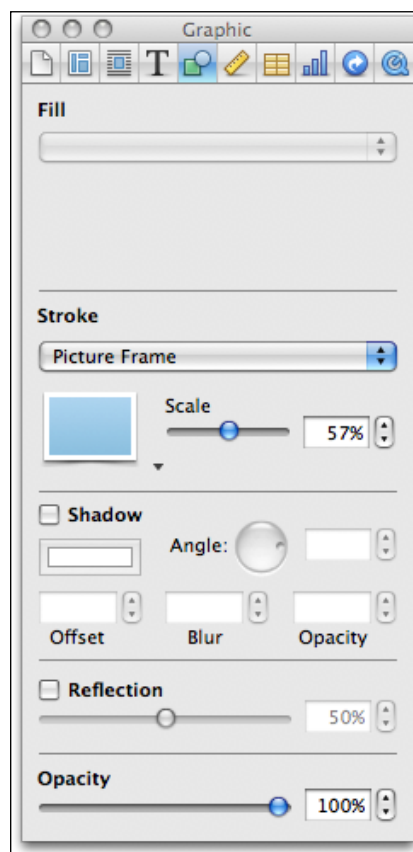 Graphic
T
Fill
Stroke
Picture Frame
Scale
57%
Shadow
Angle:
Offset Blur Opacity
Reflection
50%
Opacity
100%